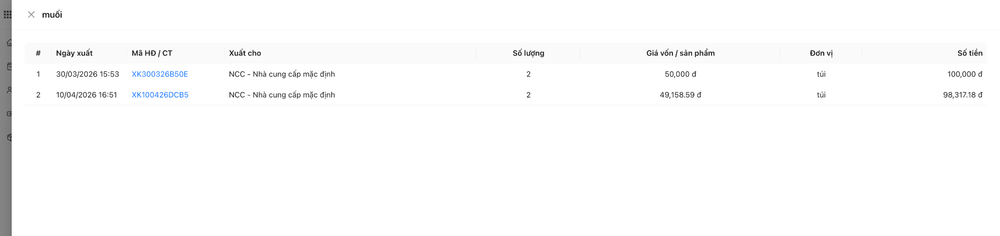 muối
# Ngày xuất Mã HĐ / CT Xuất cho Số lượng Giá vốn / sản phẩm Đơn vị Số tiền
1 30/03/2026 15:53 XK300326B50E NCC - Nhà cung cấp mặc định 2 50,000 đ túi 100,000 đ
2 10/04/2026 16:51 XK100426DCB5 NCC - Nhà cung cấp mặc định 2 49,158.59 đ túi 98,317.18 đ